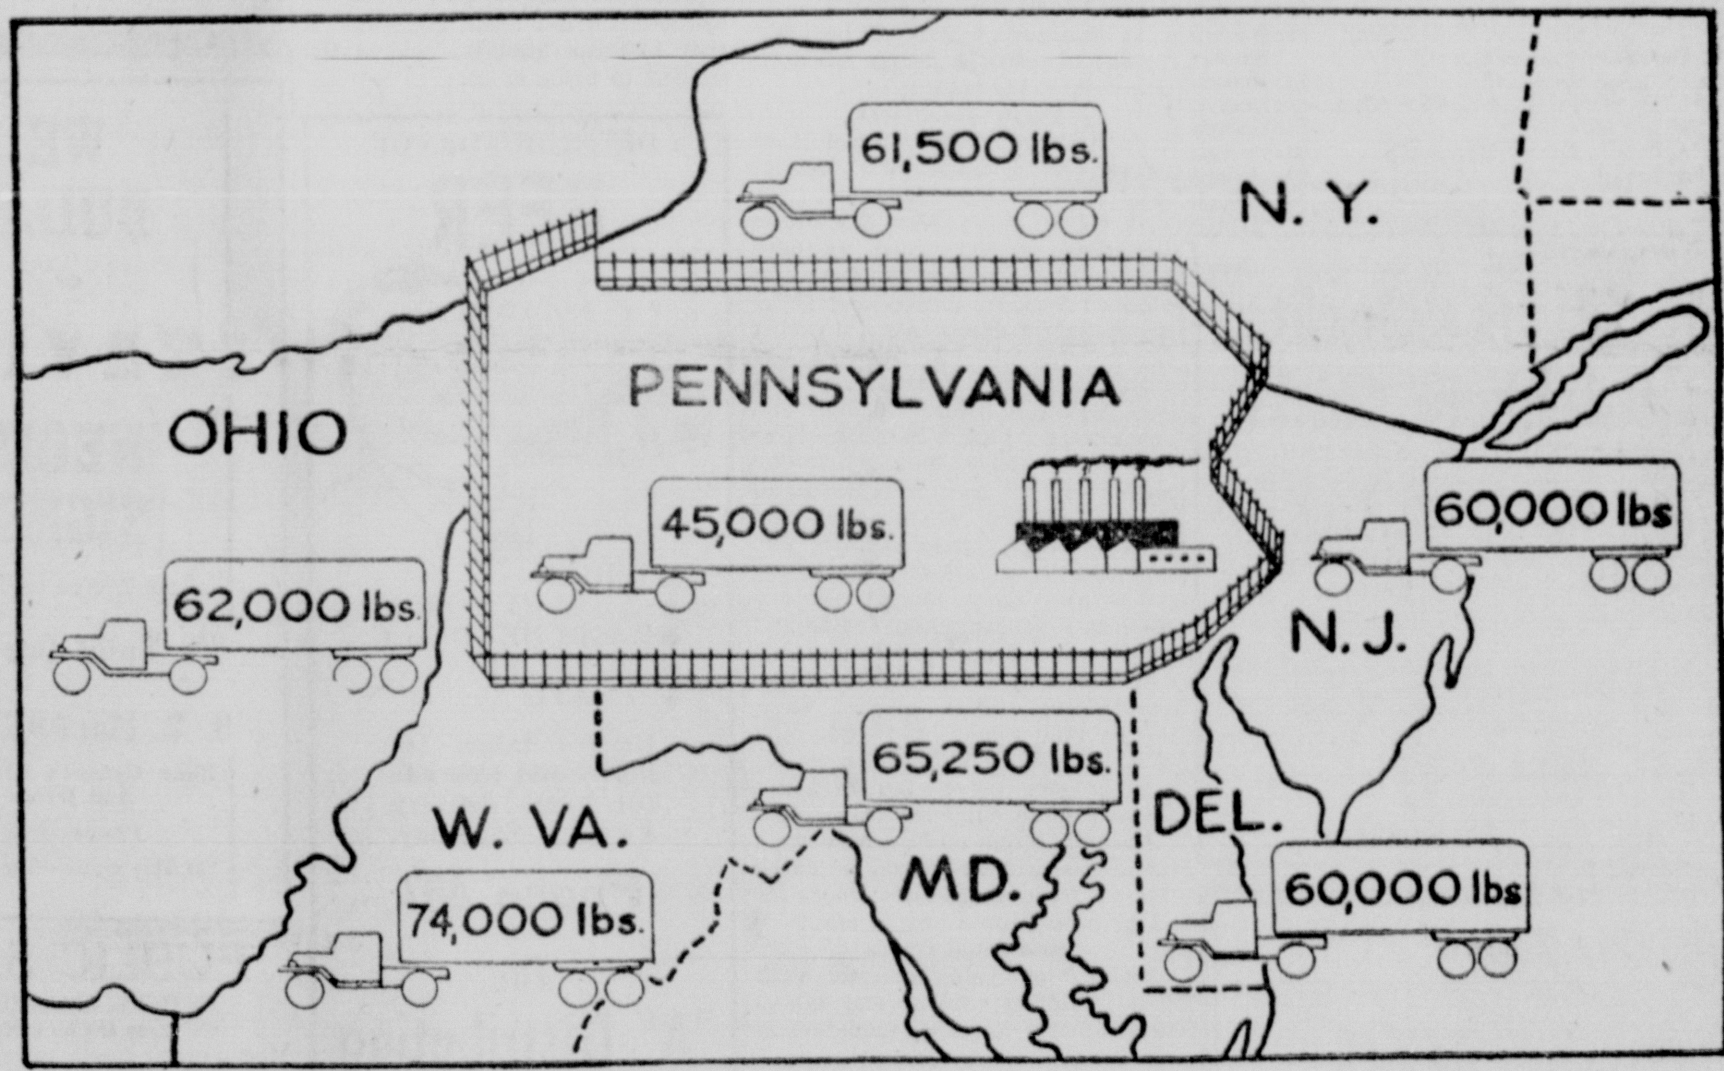 61,500 lbs.
N. Y.
PENNSYLVANIA
OHIO
45,000 lbs.
60,000 lbs
62,000 lbs.
N. J.
65,250 lbs.
W. VA.
DEL.
MD.
74,000 lbs.
60,000 lbs